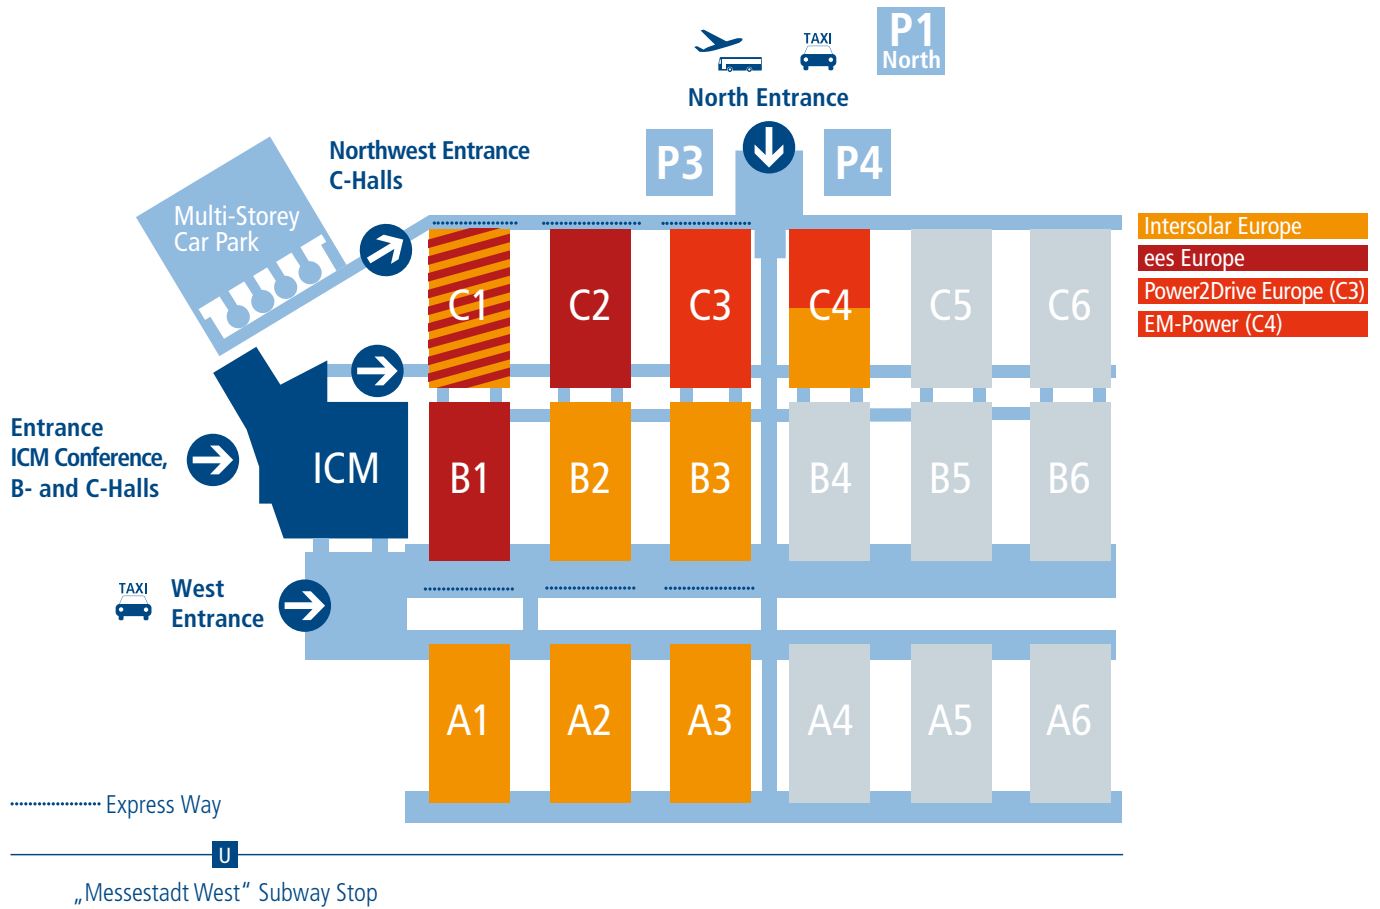 P1
North
TAXI
North Entrance
P3
P4
Northwest Entrance
C-Halls
Multi-Storey
Car Park
Intersolar Europe
ees Europe
Power2Drive Europe (C3)
EM-Power (C4)
C1
C2
C3
C4
C5
C6
Entrance
ICM Conference,
B- and C-Halls
ICM
B1
B2
B3
B4
B5
B6
TAXI
West
Entrance
A1
A2
A3
A4
A5
A6
Express Way
U
„Messestadt West“ Subway Stop